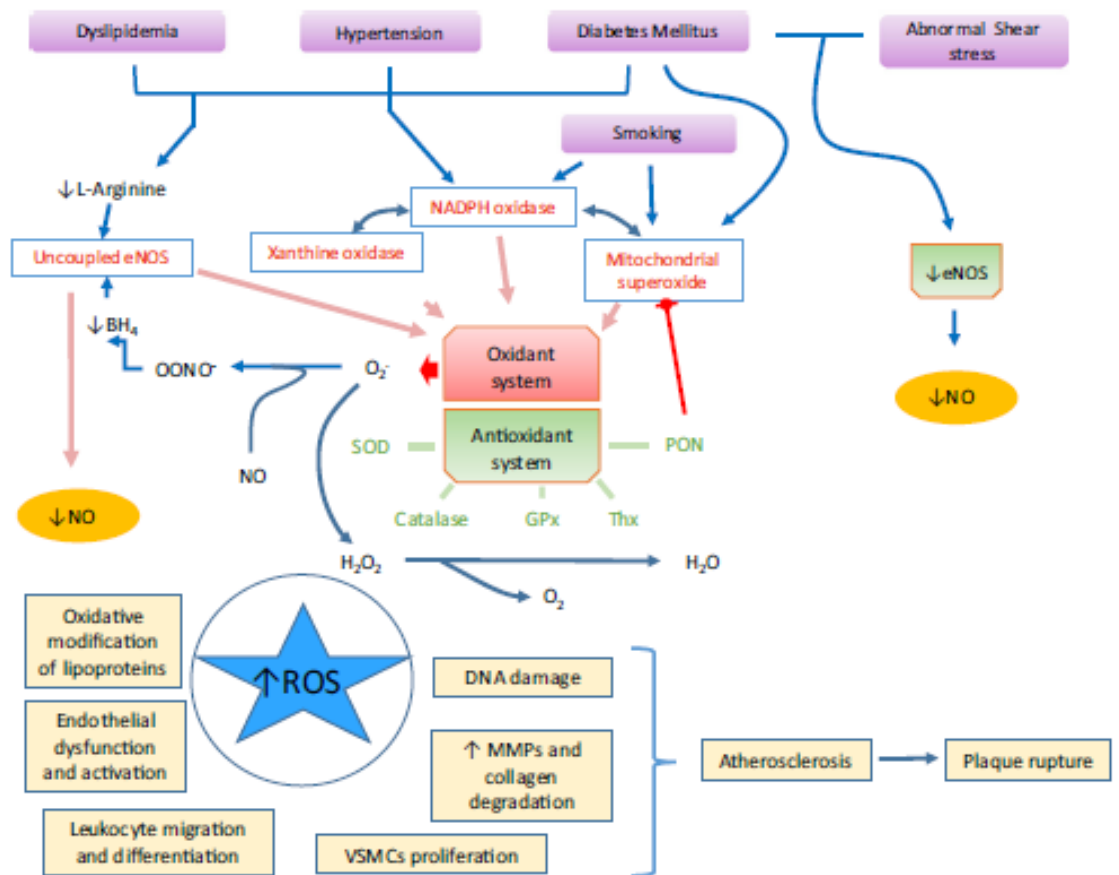 Dyslipidemia
Hypertension
Diabetes Mellitus
Abnormal Shear
stress
Smoking
↓L-Arginine
NADPH oxidase
Xanthine oxidase
Uncoupled eNOS
Mitochondrial
superoxide
↓eNOS
↓BH₄
OONO⁻
O₂⁻
Oxidant
system
↓NO
SOD
Antioxidant
system
PON
NO
↓NO
Catalase
GPx
Thx
H₂O₂
H₂O
O₂
Oxidative
modification
of lipoproteins
↑ROS
DNA damage
Endothelial
dysfunction
and activation
↑ MMPs and
collagen
degradation
Atherosclerosis
Plaque rupture
Leukocyte migration
and differentiation
VSMCs proliferation